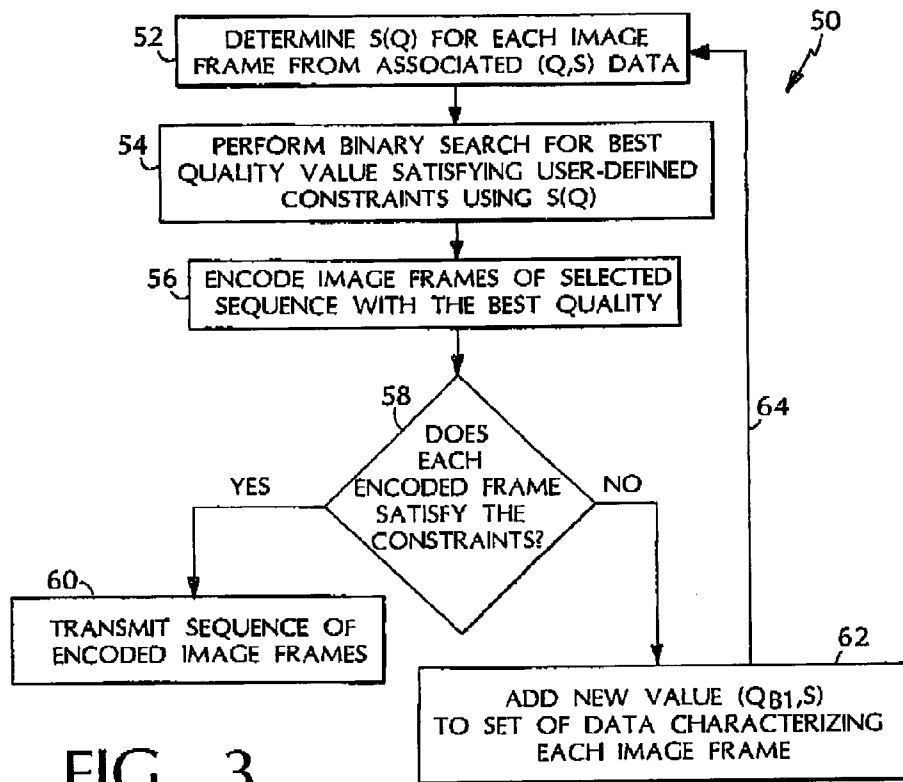 50
52
DETERMINE S(Q) FOR EACH IMAGE
FRAME FROM ASSOCIATED (Q,S) DATA
54
PERFORM BINARY SEARCH FOR BEST
QUALITY VALUE SATISFYING USER-DEFINED
CONSTRAINTS USING S(Q)
56
ENCODE IMAGE FRAMES OF SELECTED
SEQUENCE WITH THE BEST QUALITY
58
DOES
EACH
ENCODED FRAME
SATISFY THE
CONSTRAINTS?
64
YES
NO
60
TRANSMIT SEQUENCE OF
ENCODED IMAGE FRAMES
62
ADD NEW VALUE (QB1,S)
TO SET OF DATA CHARACTERIZING
EACH IMAGE FRAME
FIG. 3